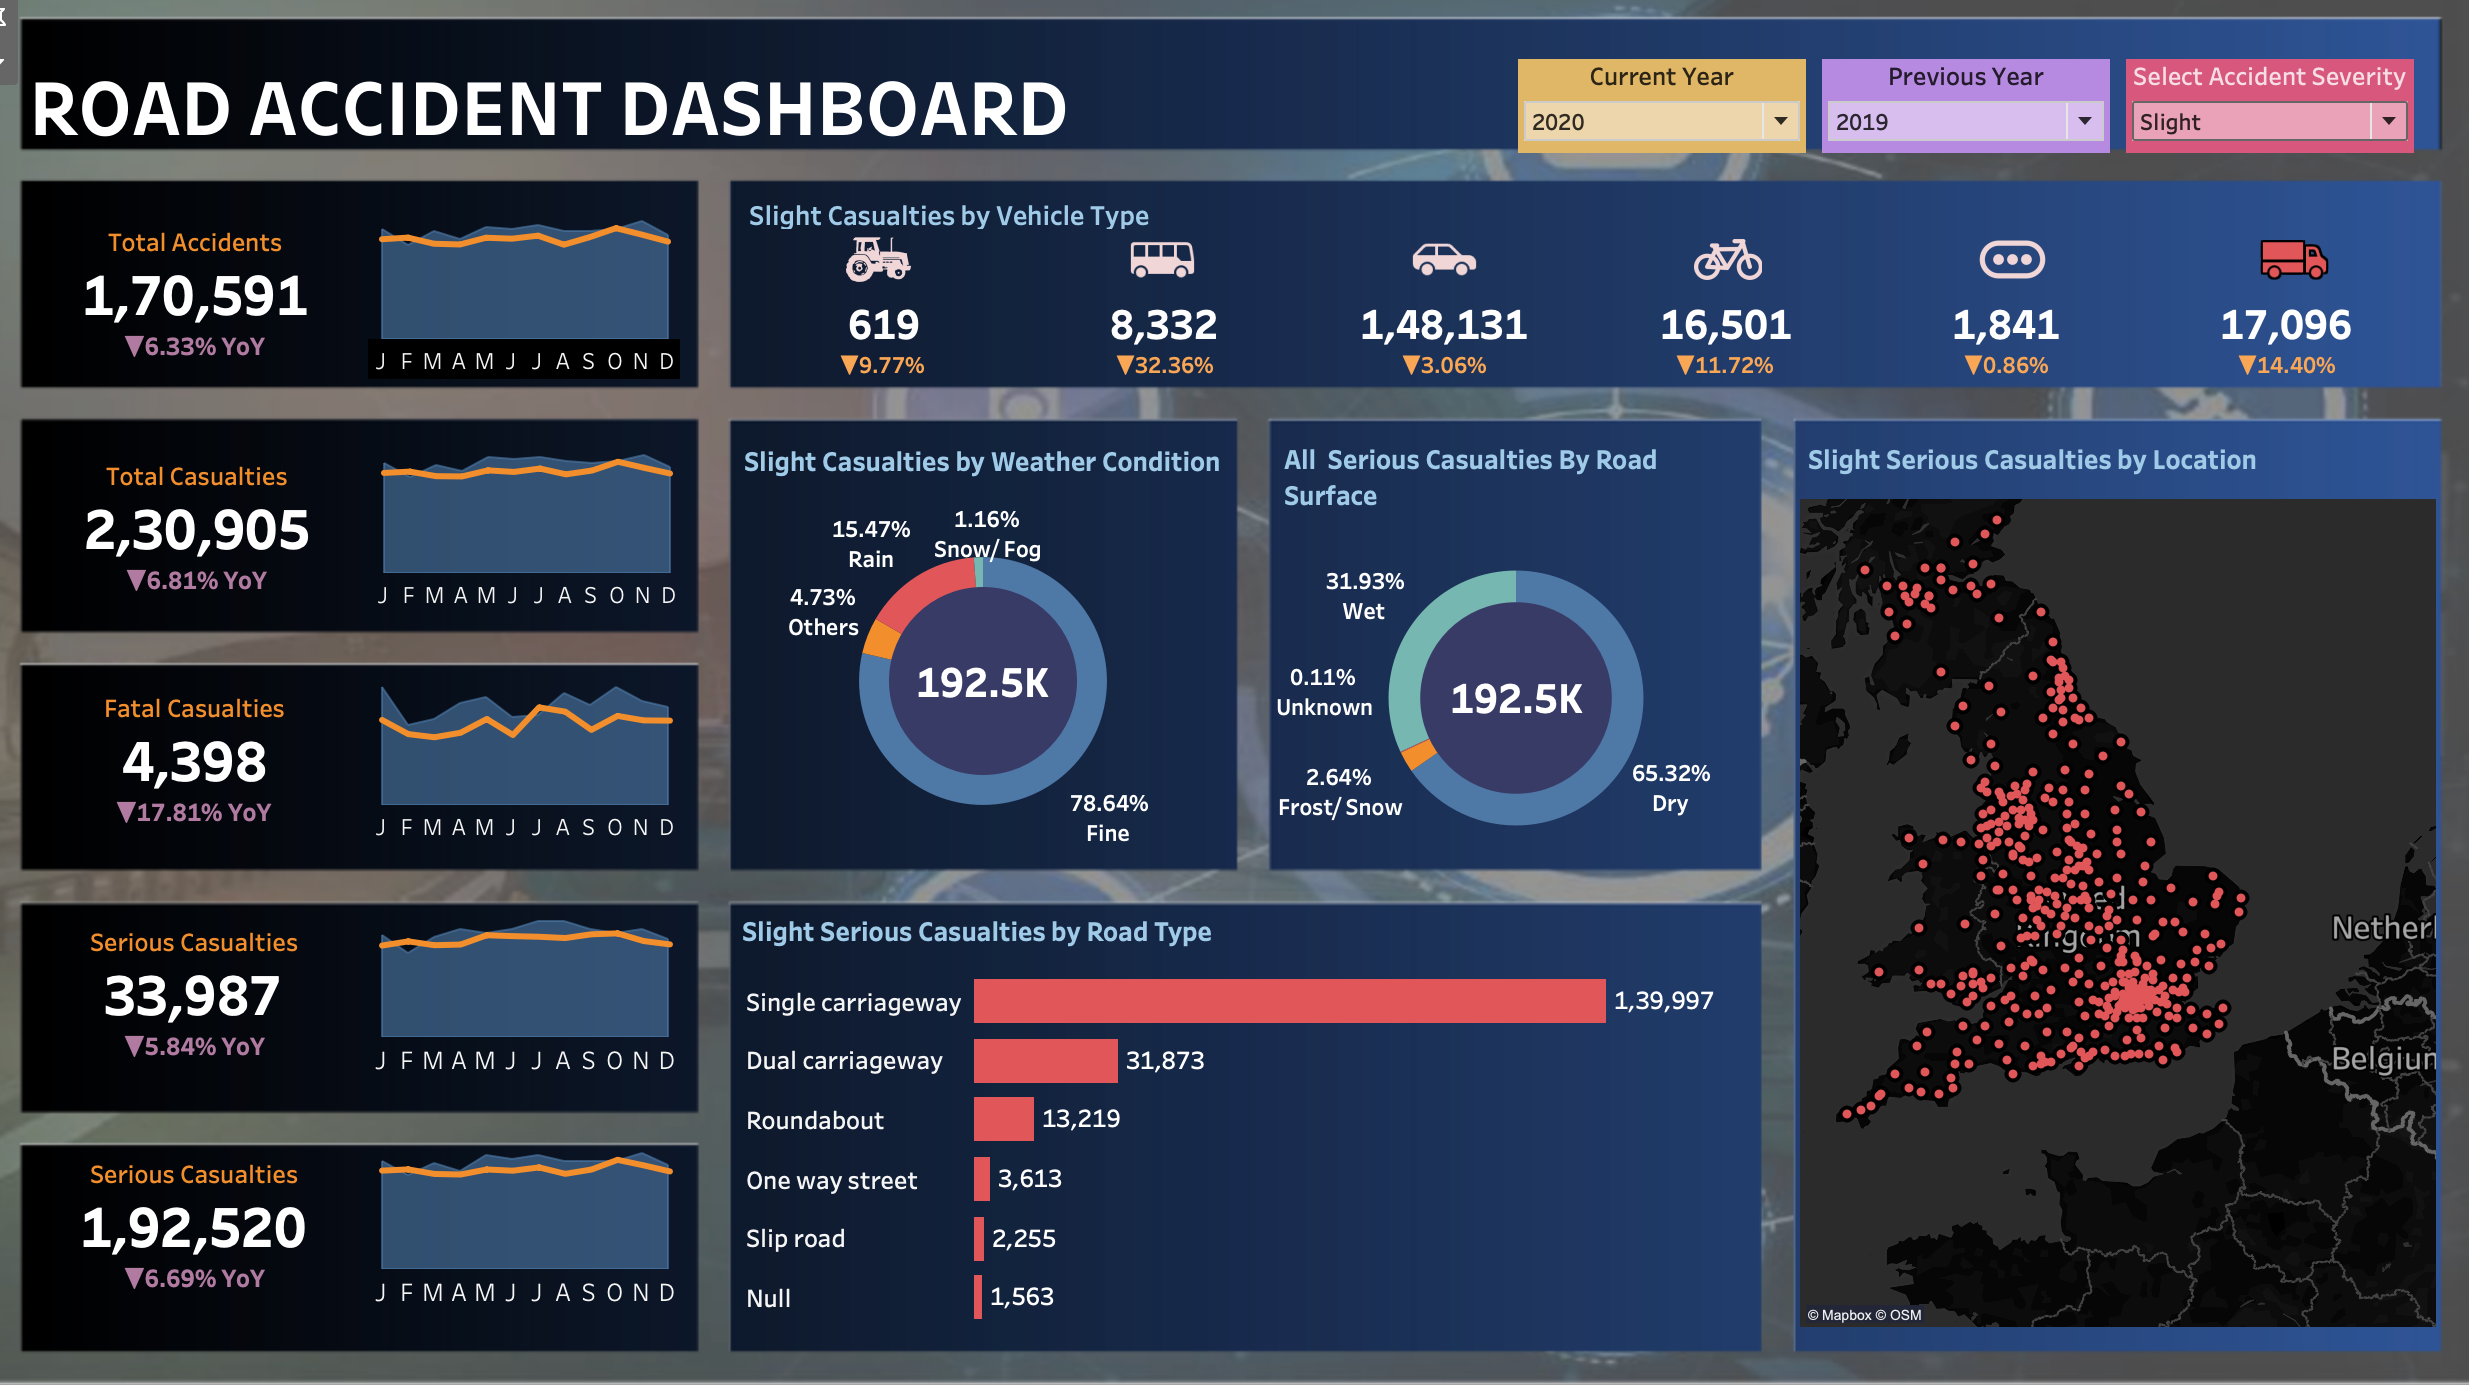 ROAD ACCIDENT DASHBOARD
Current Year
2020
Previous Year
2019
Select Accident Severity
Slight
Total Accidents
1,70,591
▼6.33% YoY
J F M A M J J A S O N D
Total Casualties
2,30,905
▼6.81% YoY
J F M A M J J A S O N D
Fatal Casualties
4,398
▼17.81% YoY
J F M A M J J A S O N D
Serious Casualties
33,987
▼5.84% YoY
J F M A M J J A S O N D
Serious Casualties
1,92,520
▼6.69% YoY
J F M A M J J A S O N D
Slight Casualties by Vehicle Type
619 8,332 1,48,131 16,501 1,841 17,096
▼9.77% ▼32.36% ▼3.06% ▼11.72% ▼0.86% ▼14.40%
Slight Casualties by Weather Condition
1.16%
Snow/ Fog
15.47%
Rain
4.73%
Others
192.5K
78.64%
Fine
All Serious Casualties By Road
Surface
31.93%
Wet
0.11%
Unknown
192.5K
2.64%
Frost/ Snow
65.32%
Dry
Slight Serious Casualties by Road Type
Single carriageway 1,39,997
Dual carriageway 31,873
Roundabout 13,219
One way street 3,613
Slip road 2,255
Null 1,563
Slight Serious Casualties by Location
Netherl
Belgium
© Mapbox © OSM